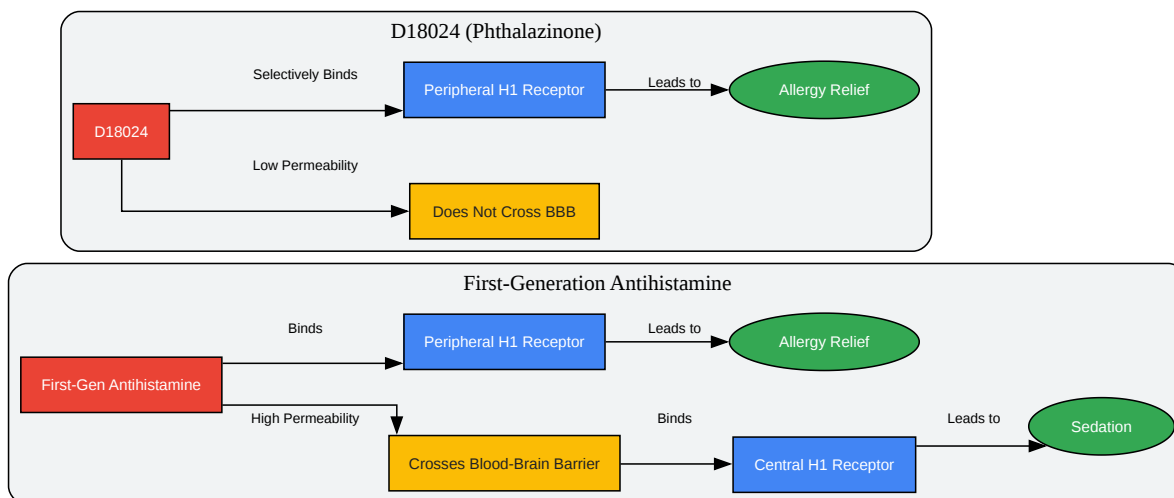 D18024 (Phthalazinone)
Selectively Binds
Peripheral H1 Receptor
Leads to
Allergy Relief
D18024
Low Permeability
Does Not Cross BBB
First-Generation Antihistamine
Binds
Peripheral H1 Receptor
Leads to
Allergy Relief
First-Gen Antihistamine
High Permeability
Crosses Blood-Brain Barrier
Binds
Central H1 Receptor
Leads to
Sedation